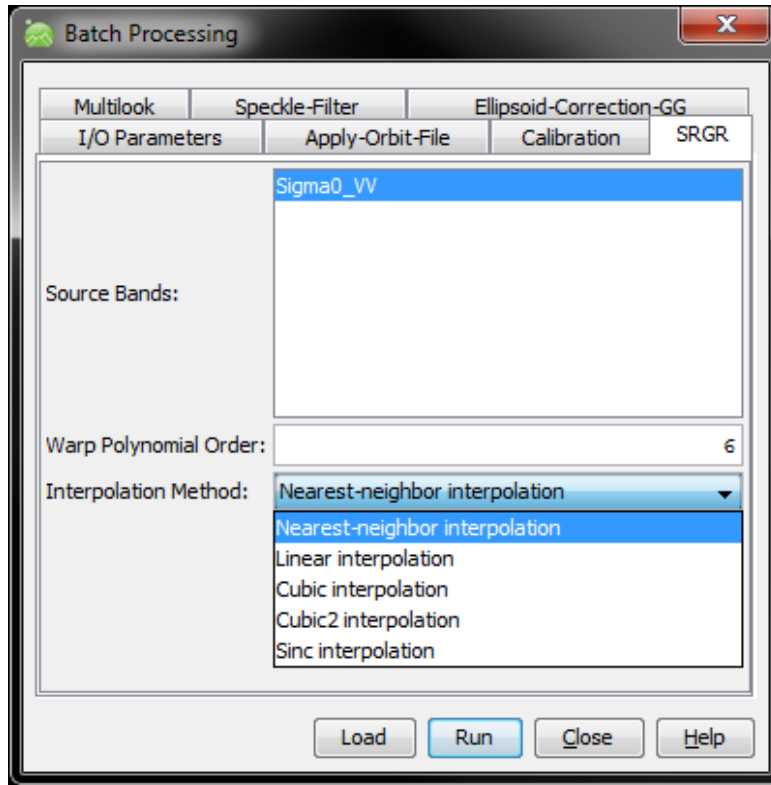 Batch Processing
Multilook Speckle-Filter Ellipsoid-Correction-GG
I/O Parameters Apply-Orbit-File Calibration SRGR
Sigma0_VV
Source Bands:
Warp Polynomial Order: 6
Interpolation Method: Nearest-neighbor interpolation
Nearest-neighbor interpolation
Linear interpolation
Cubic interpolation
Cubic2 interpolation
Sinc interpolation
Load Run Close Help